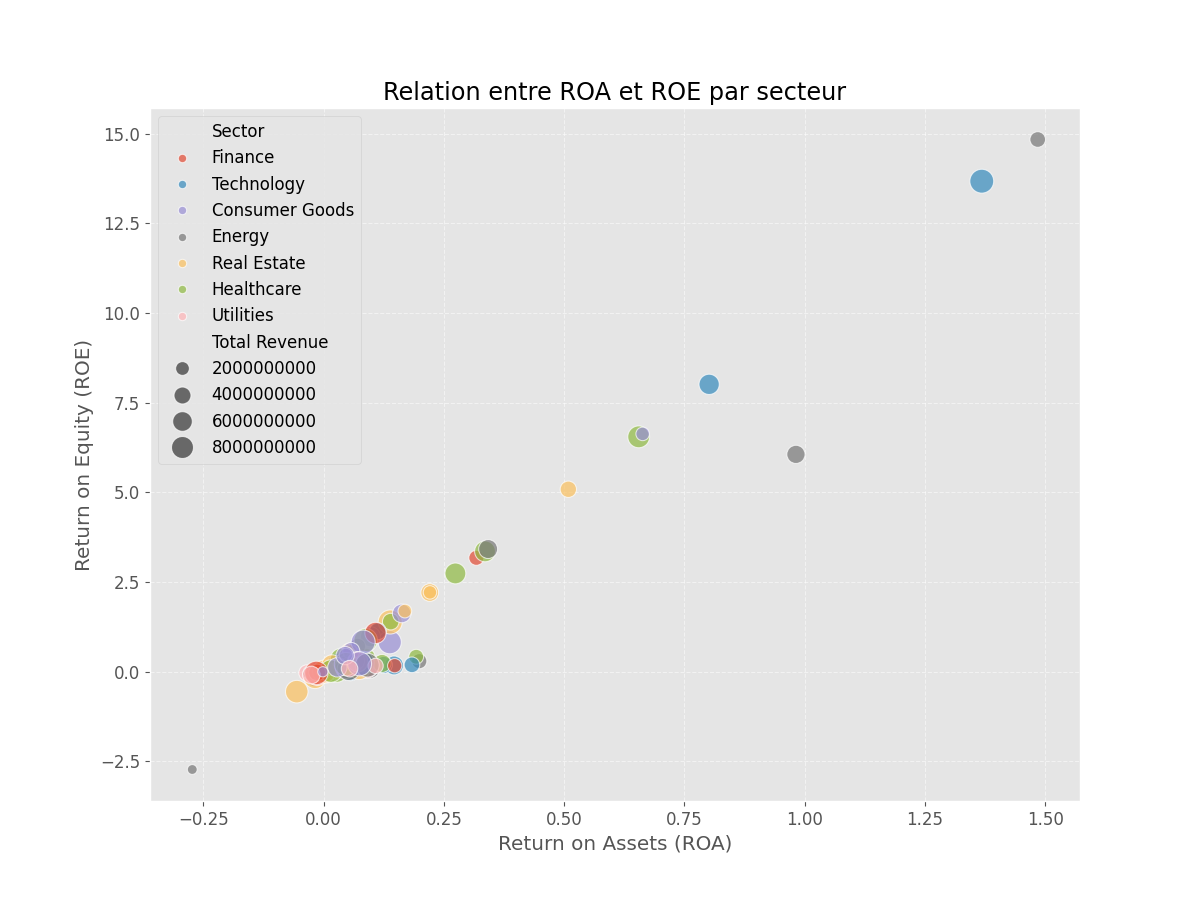 Relation entre ROA et ROE par secteur
Sector
Finance
Technology
Consumer Goods
Energy
Real Estate
Healthcare
Utilities
Total Revenue
2000000000
4000000000
6000000000
8000000000
15.0
12.5
10.0
7.5
5.0
2.5
0.0
−2.5
Return on Equity (ROE)
−0.25 0.00 0.25 0.50 0.75 1.00 1.25 1.50
Return on Assets (ROA)